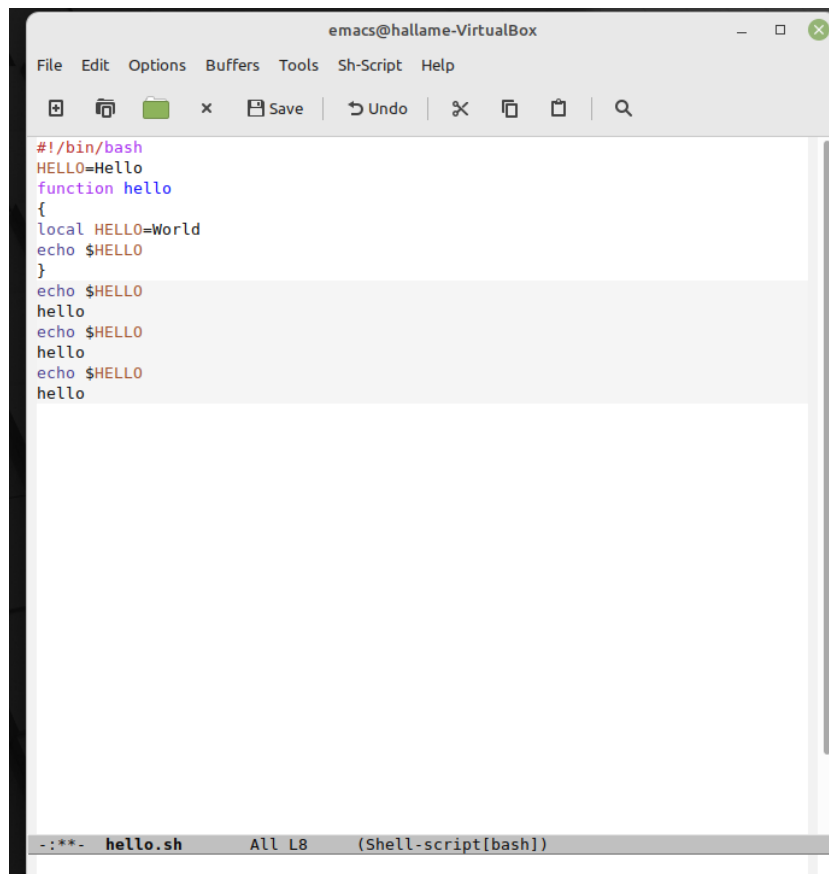 emacs@hallame-VirtualBox
File Edit Options Buffers Tools Sh-Script Help
Save Undo
#!/bin/bash
HELLO=Hello
function hello
{
local HELLO=World
echo $HELLO
}
echo $HELLO
hello
echo $HELLO
hello
echo $HELLO
hello
-:**- hello.sh All L8 (Shell-script[bash])